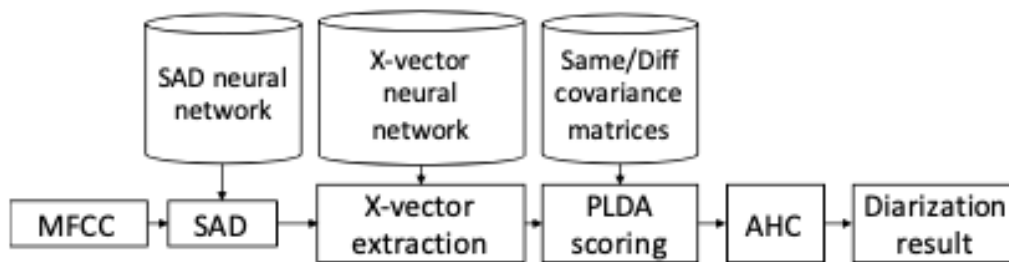 SAD neural
network
X-vector
neural
network
Same/Diff
covariance
matrices
MFCC
SAD
X-vector
extraction
PLDA
scoring
AHC
Diarization
result